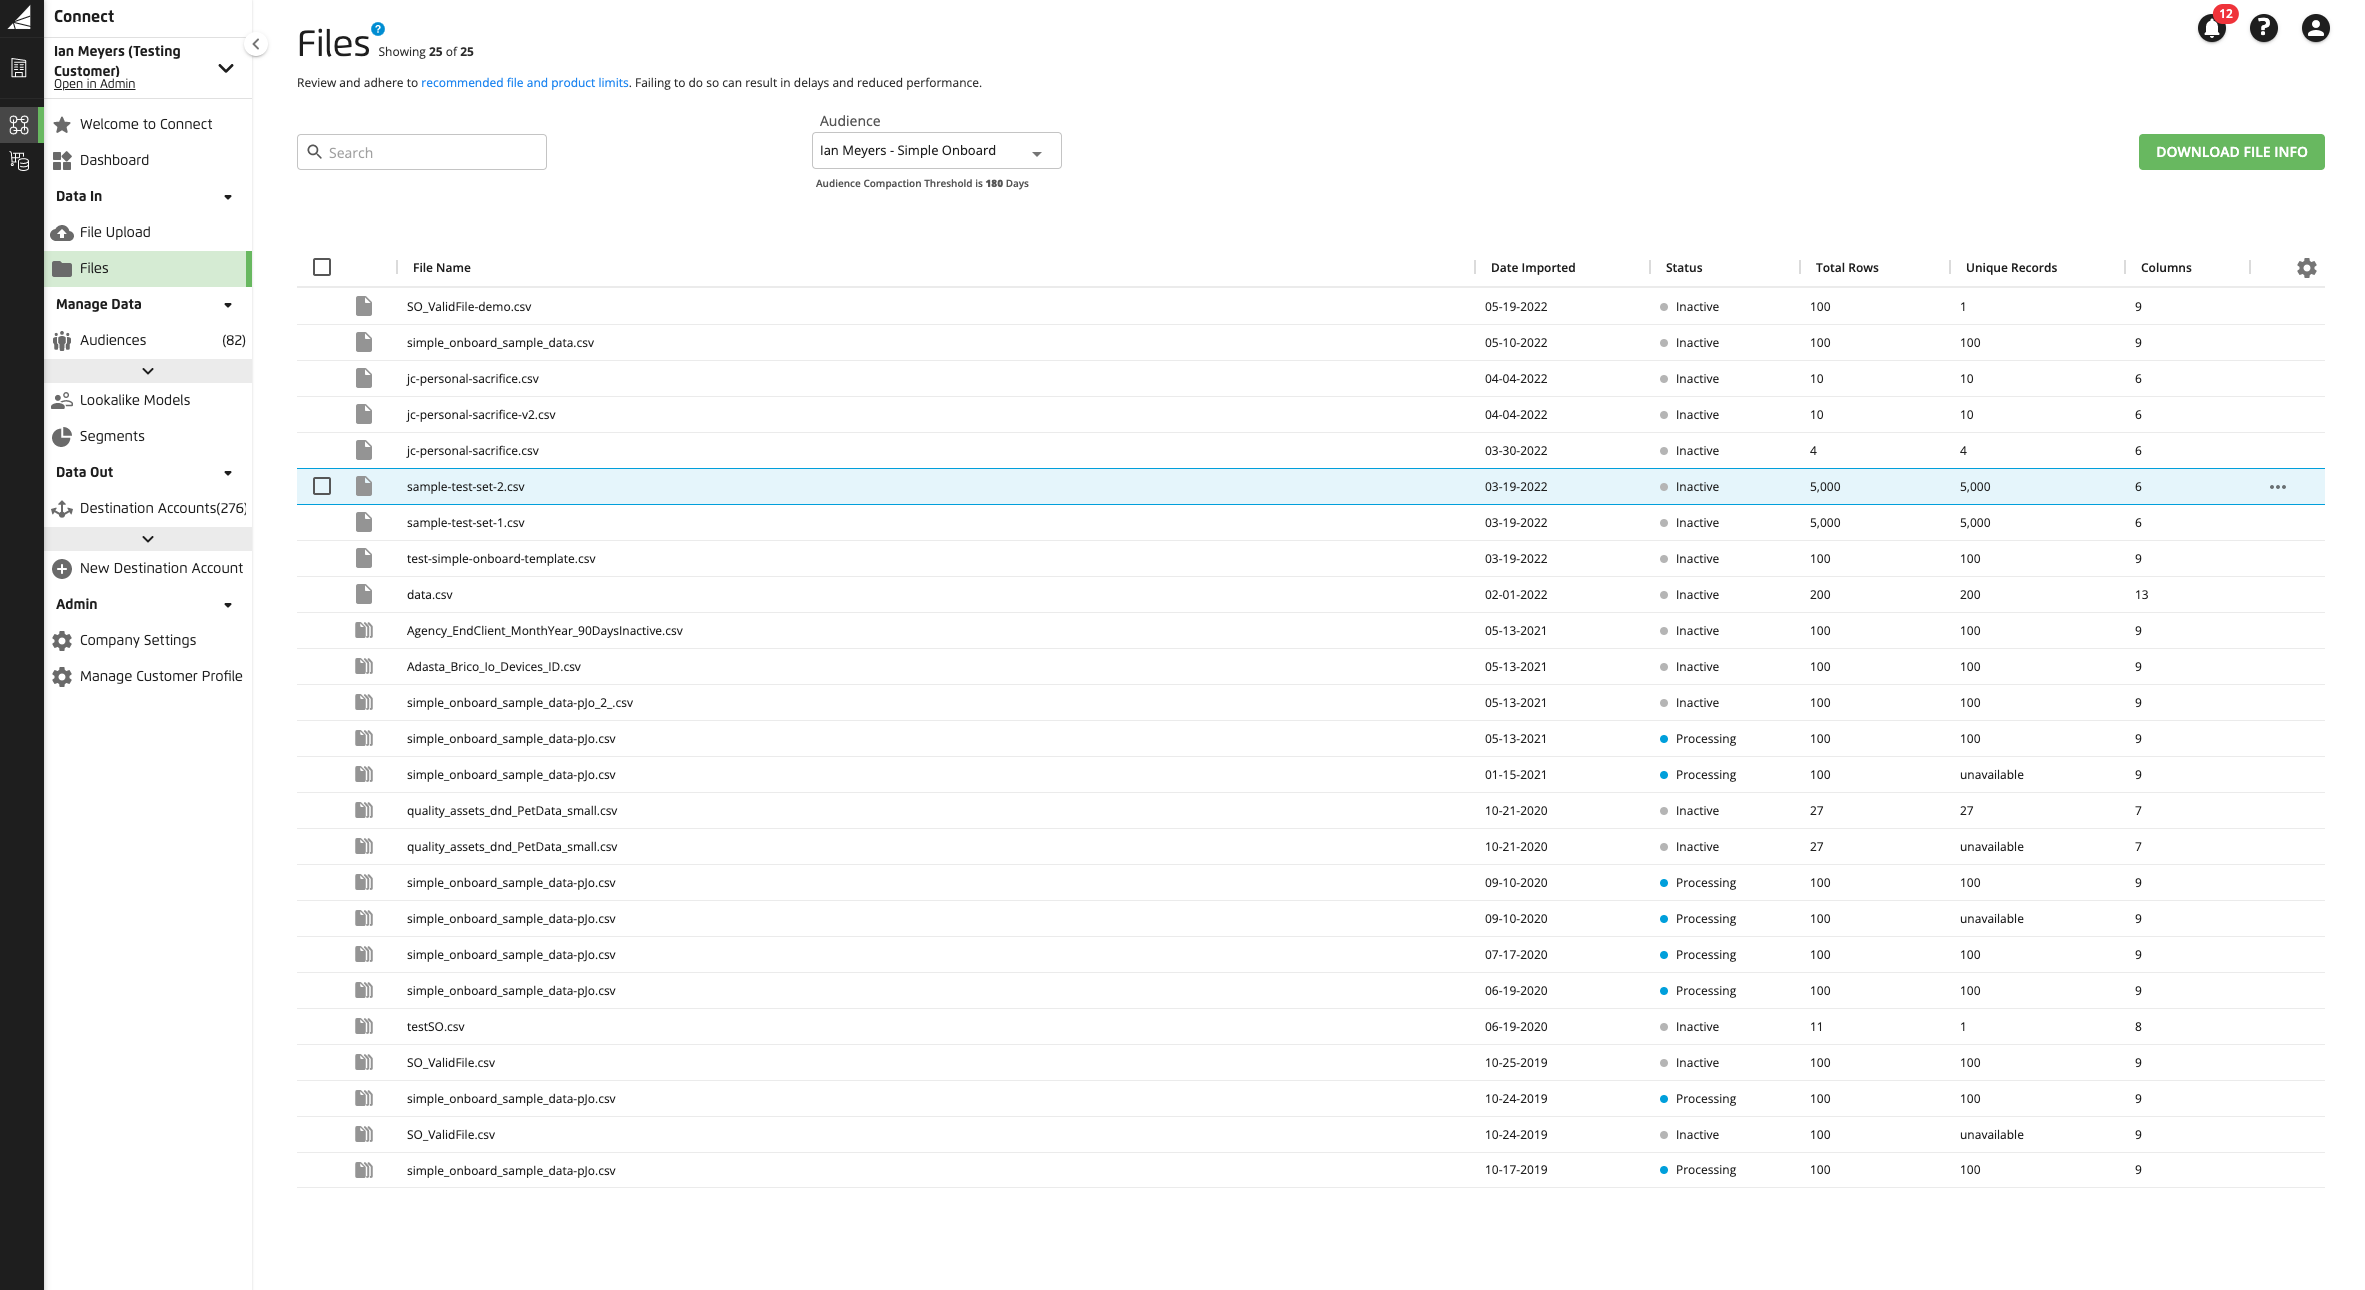 Connect
Ian Meyers (Testing
Customer)
Open in Admin
Welcome to Connect
Dashboard
Data In
File Upload
Files
Manage Data
Audiences (82)
Lookalike Models
Segments
Data Out
Destination Accounts(276)
New Destination Account
Admin
Company Settings
Manage Customer Profile
Files ? Showing 25 of 25
12
?
Review and adhere to recommended file and product limits. Failing to do so can result in delays and reduced performance.
Search
Audience
Ian Meyers - Simple Onboard
Audience Compaction Threshold is 180 Days
DOWNLOAD FILE INFO
File Name Date Imported Status Total Rows Unique Records Columns
SO_ValidFile-demo.csv 05-19-2022 Inactive 100 1 9
simple_onboard_sample_data.csv 05-10-2022 Inactive 100 100 9
jc-personal-sacrifice.csv 04-04-2022 Inactive 10 10 6
jc-personal-sacrifice-v2.csv 04-04-2022 Inactive 10 10 6
jc-personal-sacrifice.csv 03-30-2022 Inactive 4 4 6
sample-test-set-2.csv 03-19-2022 Inactive 5,000 5,000 6
sample-test-set-1.csv 03-19-2022 Inactive 5,000 5,000 6
test-simple-onboard-template.csv 03-19-2022 Inactive 100 100 9
data.csv 02-01-2022 Inactive 200 200 13
Agency_EndClient_MonthYear_90DaysInactive.csv 05-13-2021 Inactive 100 100 9
Adasta_Brico_Io_Devices_ID.csv 05-13-2021 Inactive 100 100 9
simple_onboard_sample_data-pJo_2_.csv 05-13-2021 Inactive 100 100 9
simple_onboard_sample_data-pJo.csv 05-13-2021 Processing 100 100 9
simple_onboard_sample_data-pJo.csv 01-15-2021 Processing 100 unavailable 9
quality_assets_dnd_PetData_small.csv 10-21-2020 Inactive 27 27 7
quality_assets_dnd_PetData_small.csv 10-21-2020 Inactive 27 unavailable 7
simple_onboard_sample_data-pJo.csv 09-10-2020 Processing 100 100 9
simple_onboard_sample_data-pJo.csv 09-10-2020 Processing 100 unavailable 9
simple_onboard_sample_data-pJo.csv 07-17-2020 Processing 100 100 9
simple_onboard_sample_data-pJo.csv 06-19-2020 Processing 100 100 9
testSO.csv 06-19-2020 Inactive 11 1 8
SO_ValidFile.csv 10-25-2019 Inactive 100 100 9
simple_onboard_sample_data-pJo.csv 10-24-2019 Processing 100 100 9
SO_ValidFile.csv 10-24-2019 Inactive 100 unavailable 9
simple_onboard_sample_data-pJo.csv 10-17-2019 Processing 100 100 9